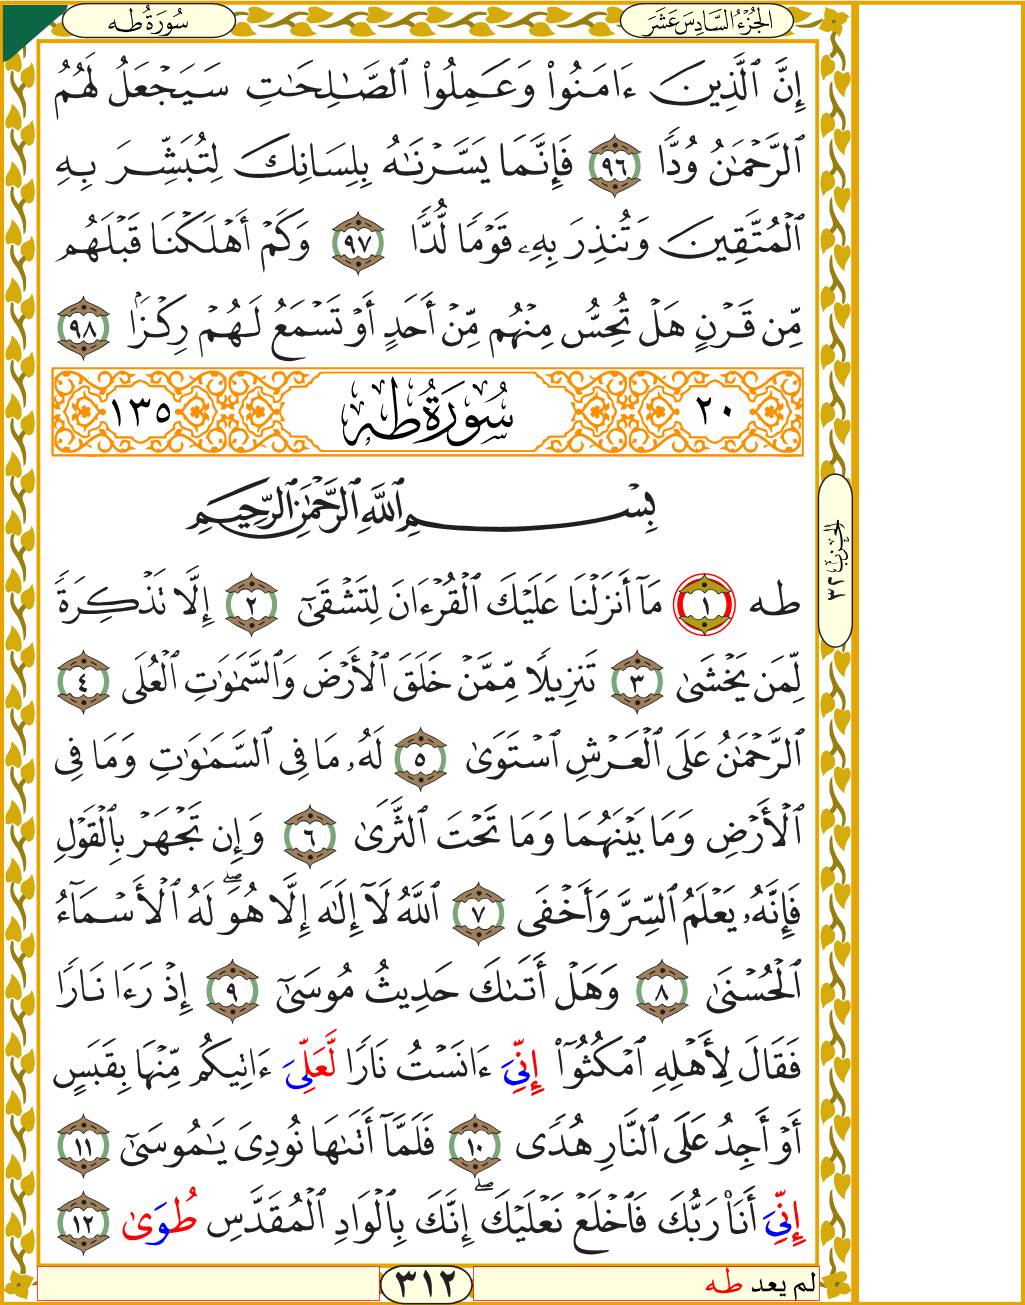 الجُزْءُ السَّادِسَ عَشَرَ
سُورَةُ طه
إِنَّ ٱلَّذِينَ ءَامَنُوا۟ وَعَمِلُوا۟ ٱلصَّـٰلِحَـٰتِ سَيَجْعَلُ لَهُمُ
ٱلرَّحْمَـٰنُ وُدًّا ٩٦ فَإِنَّمَا يَسَّرْنَـٰهُ بِلِسَانِكَ لِتُبَشِّرَ بِهِ
ٱلْمُتَّقِينَ وَتُنذِرَ بِهِۦ قَوْمًا لُّدًّا ٩٧ وَكَمْ أَهْلَكْنَا قَبْلَهُم
مِّن قَرْنٍ هَلْ تُحِسُّ مِنْهُم مِّنْ أَحَدٍ أَوْ تَسْمَعُ لَهُمْ رِكْزًۢا ٩٨
٢٠ سُورَةُ طه ١٣٥
بِسْمِ ٱللَّهِ ٱلرَّحْمَـٰنِ ٱلرَّحِيمِ
طه ١ مَآ أَنزَلْنَا عَلَيْكَ ٱلْقُرْءَانَ لِتَشْقَىٰٓ ٢ إِلَّا تَذْكِرَةً
لِّمَن يَخْشَىٰ ٣ تَنزِيلًا مِّمَّنْ خَلَقَ ٱلْأَرْضَ وَٱلسَّمَـٰوَٰتِ ٱلْعُلَى ٤
ٱلرَّحْمَـٰنُ عَلَى ٱلْعَرْشِ ٱسْتَوَىٰ ٥ لَهُۥ مَا فِى ٱلسَّمَـٰوَٰتِ وَمَا فِى
ٱلْأَرْضِ وَمَا بَيْنَهُمَا وَمَا تَحْتَ ٱلثَّرَىٰ ٦ وَإِن تَجْهَرْ بِٱلْقَوْلِ
فَإِنَّهُۥ يَعْلَمُ ٱلسِّرَّ وَأَخْفَى ٧ ٱللَّهُ لَآ إِلَـٰهَ إِلَّا هُوَ ۖ لَهُ ٱلْأَسْمَآءُ
ٱلْحُسْنَىٰ ٨ وَهَلْ أَتَىٰكَ حَدِيثُ مُوسَىٰٓ ٩ إِذْ رَءَا نَارًا
فَقَالَ لِأَهْلِهِ ٱمْكُثُوٓا۟ إِنِّىَ ءَانَسْتُ نَارًا لَّعَلِّىَ ءَاتِيكُم مِّنْهَا بِقَبَسٍ
أَوْ أَجِدُ عَلَى ٱلنَّارِ هُدًى ١٠ فَلَمَّآ أَتَىٰهَا نُودِىَ يَـٰمُوسَىٰٓ ١١
إِنِّىَ أَنَا۠ رَبُّكَ فَٱخْلَعْ نَعْلَيْكَ ۖ إِنَّكَ بِٱلْوَادِ ٱلْمُقَدَّسِ طُوَىٰ ١٢
الحِزْبُ ٣٢
٣١٢
لم يعد طه